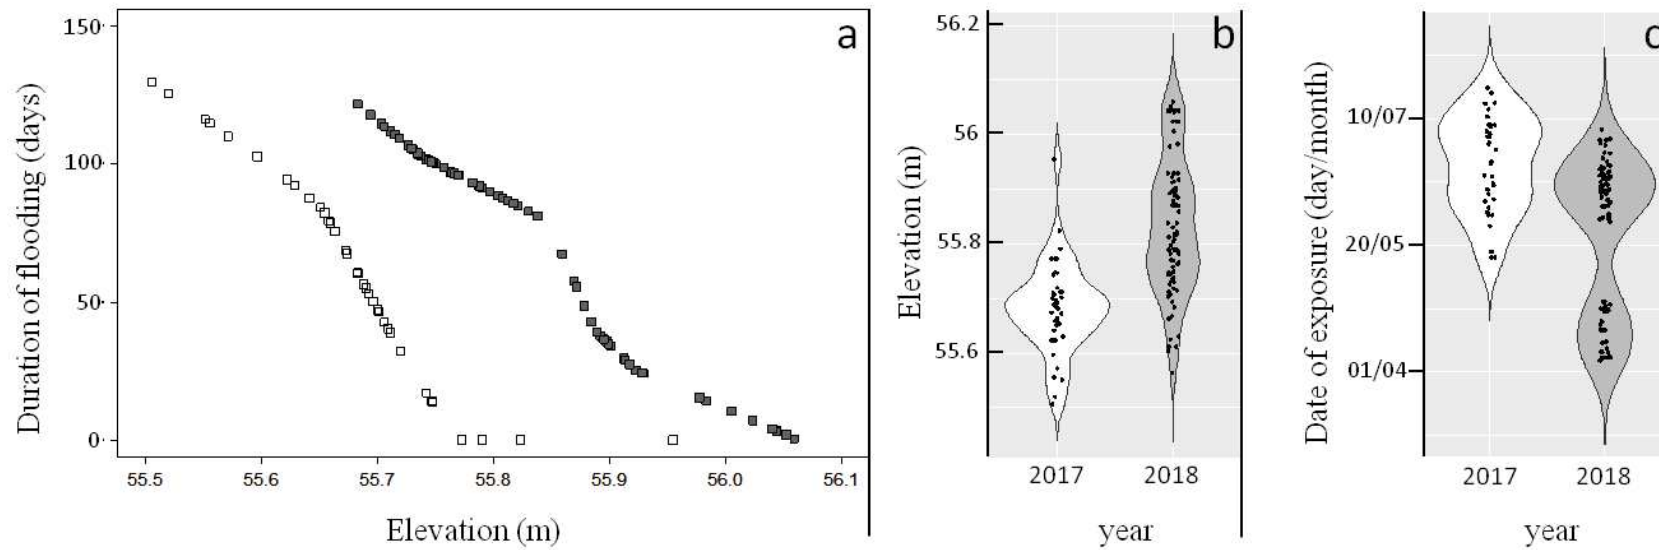 a
150
100
50
0
Duration of flooding (days)
55.5 55.6 55.7 55.8 55.9 56.0 56.1
Elevation (m)
b
56.2
56
55.8
55.6
Elevation (m)
2017 2018
year
c
10/07
20/05
01/04
Date of exposure (day/month)
2017 2018
year